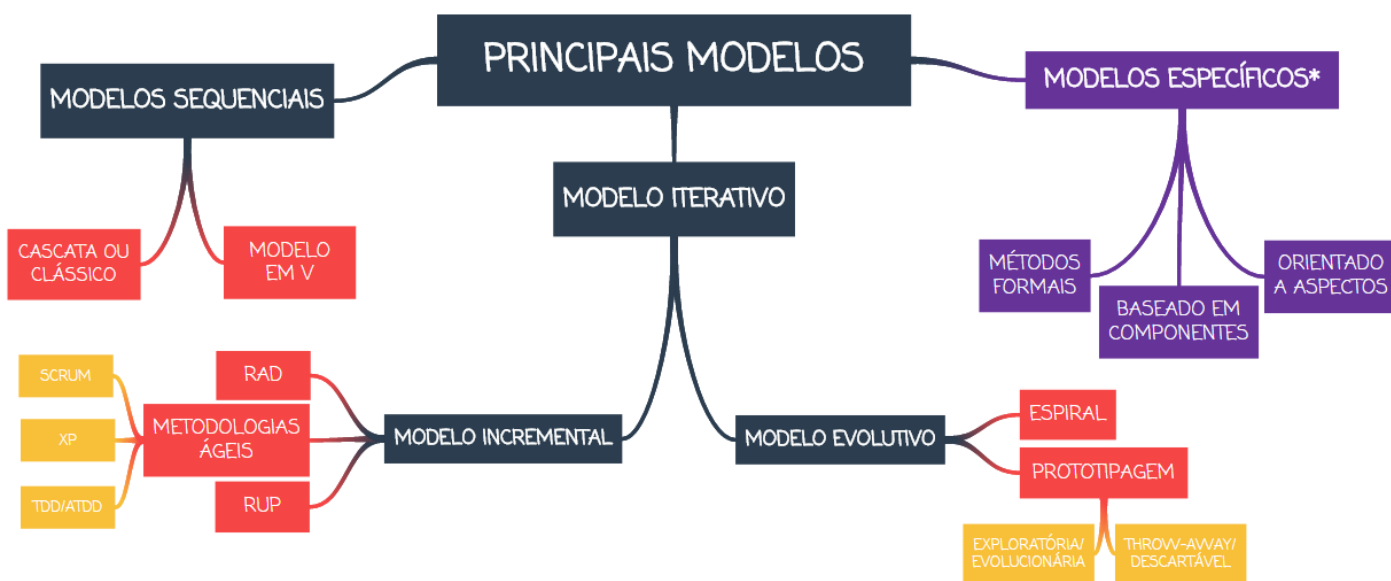 PRINCIPAIS MODELOS
MODELOS SEQUENCIAIS
MODELOS ESPECÍFICOS*
MODELO ITERATIVO
CASCATA OU
CLÁSSICO
MODELO
EM V
MÉTODOS
FORMAIS
BASEADO EM
COMPONENTES
ORIENTADO
A ASPECTOS
SCRUM
XP
TDD/ATDD
METODOLOGIAS
ÁGEIS
RAD
RUP
MODELO INCREMENTAL
MODELO EVOLUTIVO
ESPIRAL
PROTOTIPAGEM
EXPLORATÓRIA/
EVOLUCIONÁRIA
THROW-AWAY/
DESCARTÁVEL